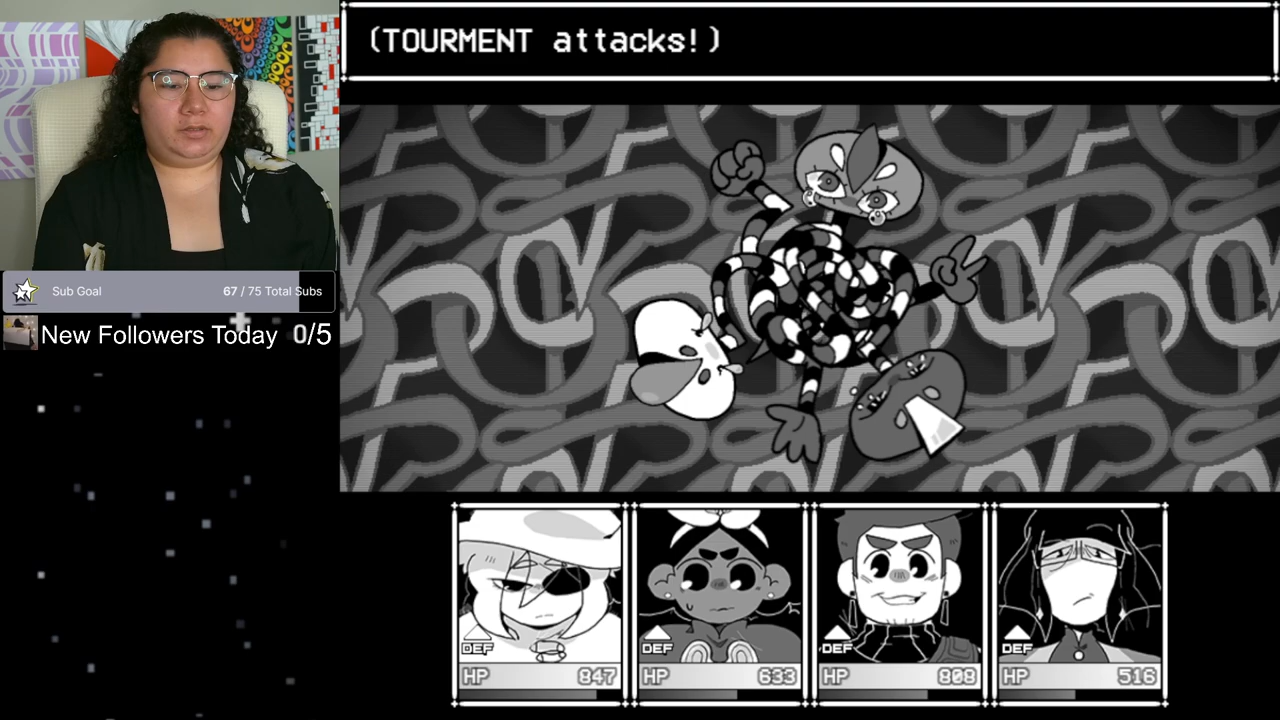 (TOURMENT attacks!)
Sub Goal 67 / 75 Total Subs
New Followers Today 0/5
DEF DEF DEF DEF
HP 847 HP 633 HP 808 HP 516